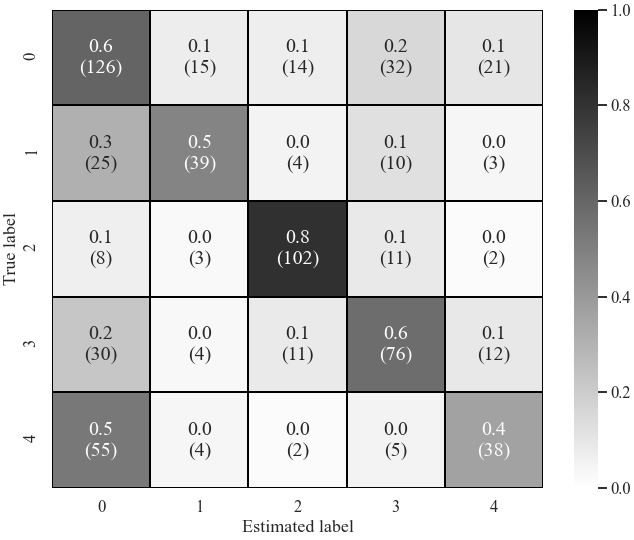 0.6 0.1 0.1 0.2 0.1
(126) (15) (14) (32) (21)
0
0.3 0.5 0.0 0.1 0.0
(25) (39) (4) (10) (3)
1
0.1 0.0 0.8 0.1 0.0
(8) (3) (102) (11) (2)
2
0.2 0.0 0.1 0.6 0.1
(30) (4) (11) (76) (12)
3
0.5 0.0 0.0 0.0 0.4
(55) (4) (2) (5) (38)
4
True label
0 1 2 3 4
Estimated label
1.0
0.8
0.6
0.4
0.2
0.0